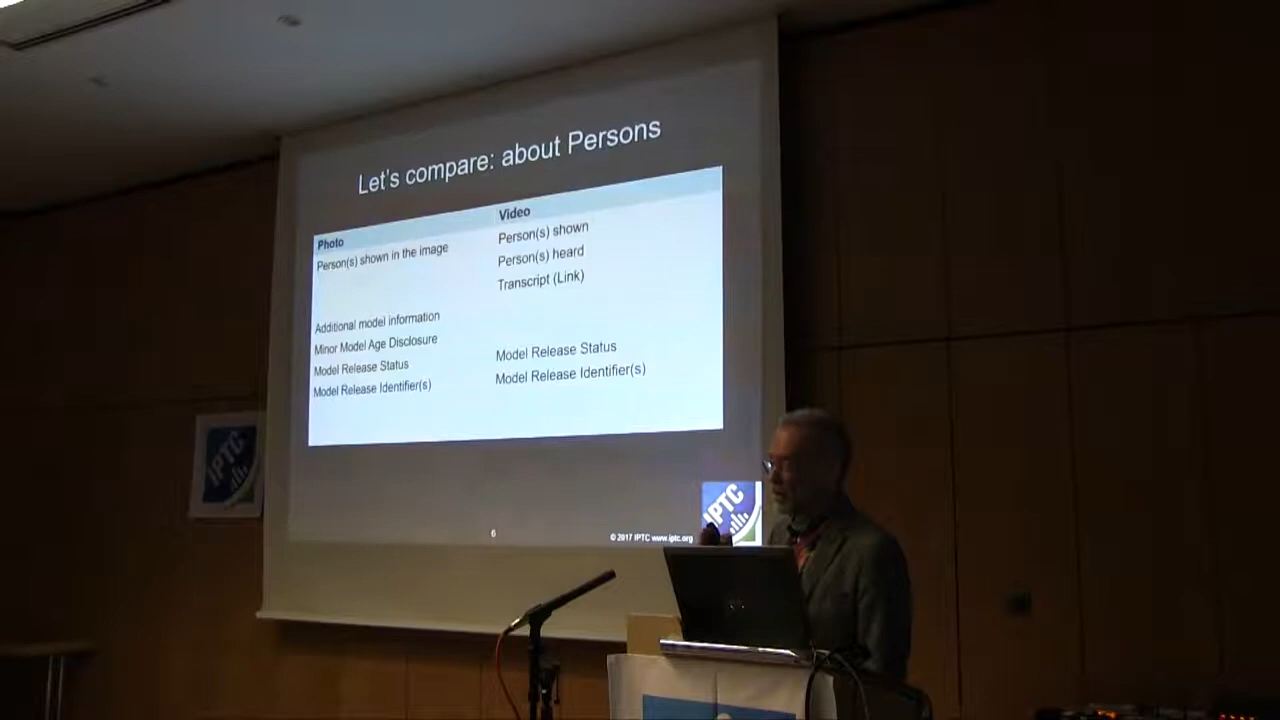 Let's compare: about Persons
Photo
Video
Person(s) shown in the image
Person(s) shown
Person(s) heard
Transcript (Link)
Additional model information
Minor Model Age Disclosure
Model Release Status
Model Release Status
Model Release Identifier(s)
Model Release Identifier(s)
IPTC
IPTC
6
© 2017 IPTC www.iptc.org